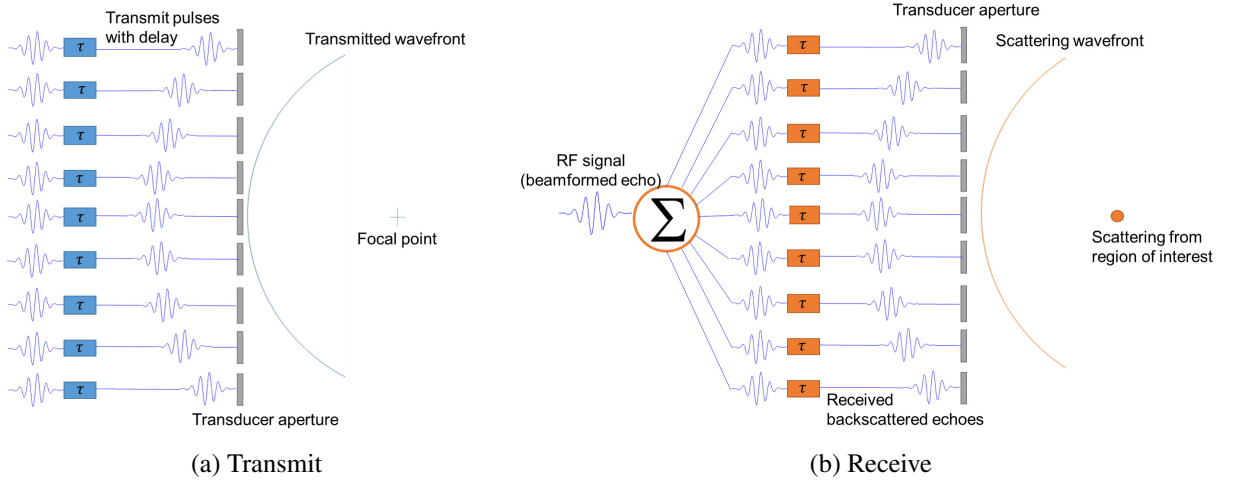 Transmit pulses
with delay
Transmitted wavefront
τ
τ
τ
τ
τ
τ
τ
τ
τ
Focal point
Transducer aperture
(a) Transmit
Transducer aperture
Scattering wavefront
RF signal
(beamformed echo)
Σ
τ
τ
τ
τ
τ
τ
τ
τ
τ
Scattering from
region of interest
Received
backscattered echoes
(b) Receive